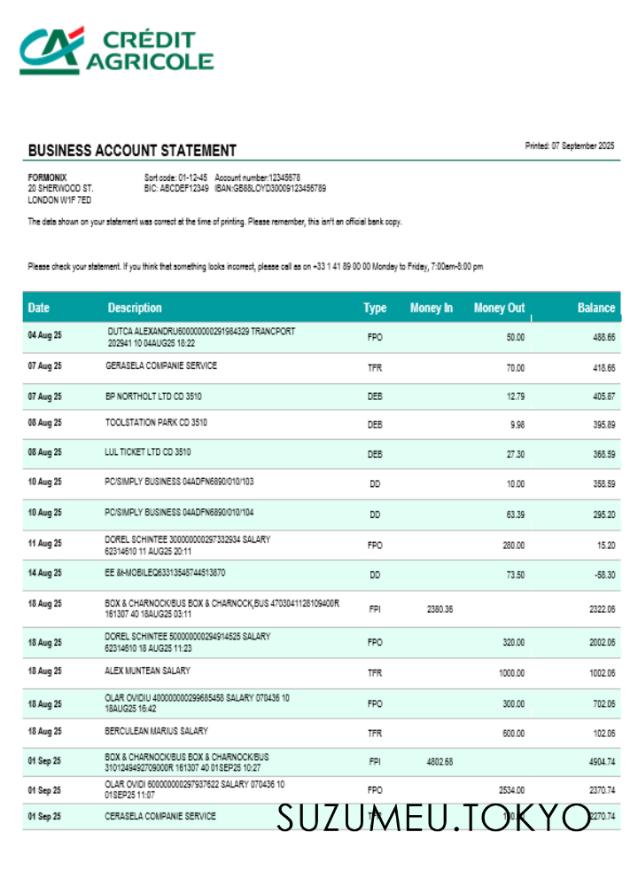 CRÉDIT
AGRICOLE
BUSINESS ACCOUNT STATEMENT
Printed: 07 September 2025
FORMONIX
20 SHERWOOD ST.
LONDON W1F 7ED
Sort code: 01-12-45 Account number:12345678
BIC: ABCDEF12349 IBAN:GB88LOYD30009123456789
The data shown on your statement was correct at the time of printing. Please remember, this isn't an official bank copy.
Please check your statement. If you think that something looks incorrect, please call as on +33 1 41 89 00 00 Monday to Friday, 7:00am-8:00 pm
Date Description Type Money In Money Out Balance
04 Aug 25 DUTCA ALEXANDRU600000000291984329 TRANCPORT FPO 50.00 488.66
202941 10 04AUG25 18:22
07 Aug 25 GERASELA COMPANIE SERVICE TFR 70.00 418.66
07 Aug 25 BP NORTHOLT LTD CD 3510 DEB 12.79 405.87
08 Aug 25 TOOLSTATION PARK CD 3510 DEB 9.98 395.89
08 Aug 25 LUL TICKET LTD CD 3510 DEB 27.30 368.59
10 Aug 25 PC/SIMPLY BUSINESS 04ADFN6890/010/103 DD 10.00 358.59
10 Aug 25 PC/SIMPLY BUSINESS 04ADFN6890/010/104 DD 63.39 295.20
11 Aug 25 DOREL SCHINTEE 300000000297332934 SALARY FPO 280.00 15.20
62314610 11 AUG25 20:11
14 Aug 25 EE &t-MOBILEQ63313548744513870 DD 73.50 -58.30
18 Aug 25 BOX & CHARNOCK/BUS BOX & CHARNOCK,BUS 4703041128109400R FPI 2380.36 2322.06
161307 40 18AUG25 03:11
18 Aug 25 DOREL SCHINTEE 500000000294914525 SALARY FPO 320.00 2002.06
62314610 18 AUG25 11:23
18 Aug 25 ALEX MUNTEAN SALARY TFR 1000.00 1002.06
18 Aug 25 OLAR OVIDIU 400000000299685458 SALARY 070436 10 FPO 300.00 702.06
18AUG25 16:42
18 Aug 25 BERCULEAN MARIUS SALARY TFR 600.00 102.06
01 Sep 25 BOX & CHARNOCK/BUS BOX & CHARNOCK/BUS FPI 4802.68 4904.74
3101249492709000R 161307 40 01SEP25 10:27
01 Sep 25 OLAR OVIDI 600000000297937622 SALARY 070436 10 FPO 2534.00 2370.74
01SEP25 11:07
01 Sep 25 CERASELA COMPANIE SERVICE 2270.74
SUZUMEU.TOKYO